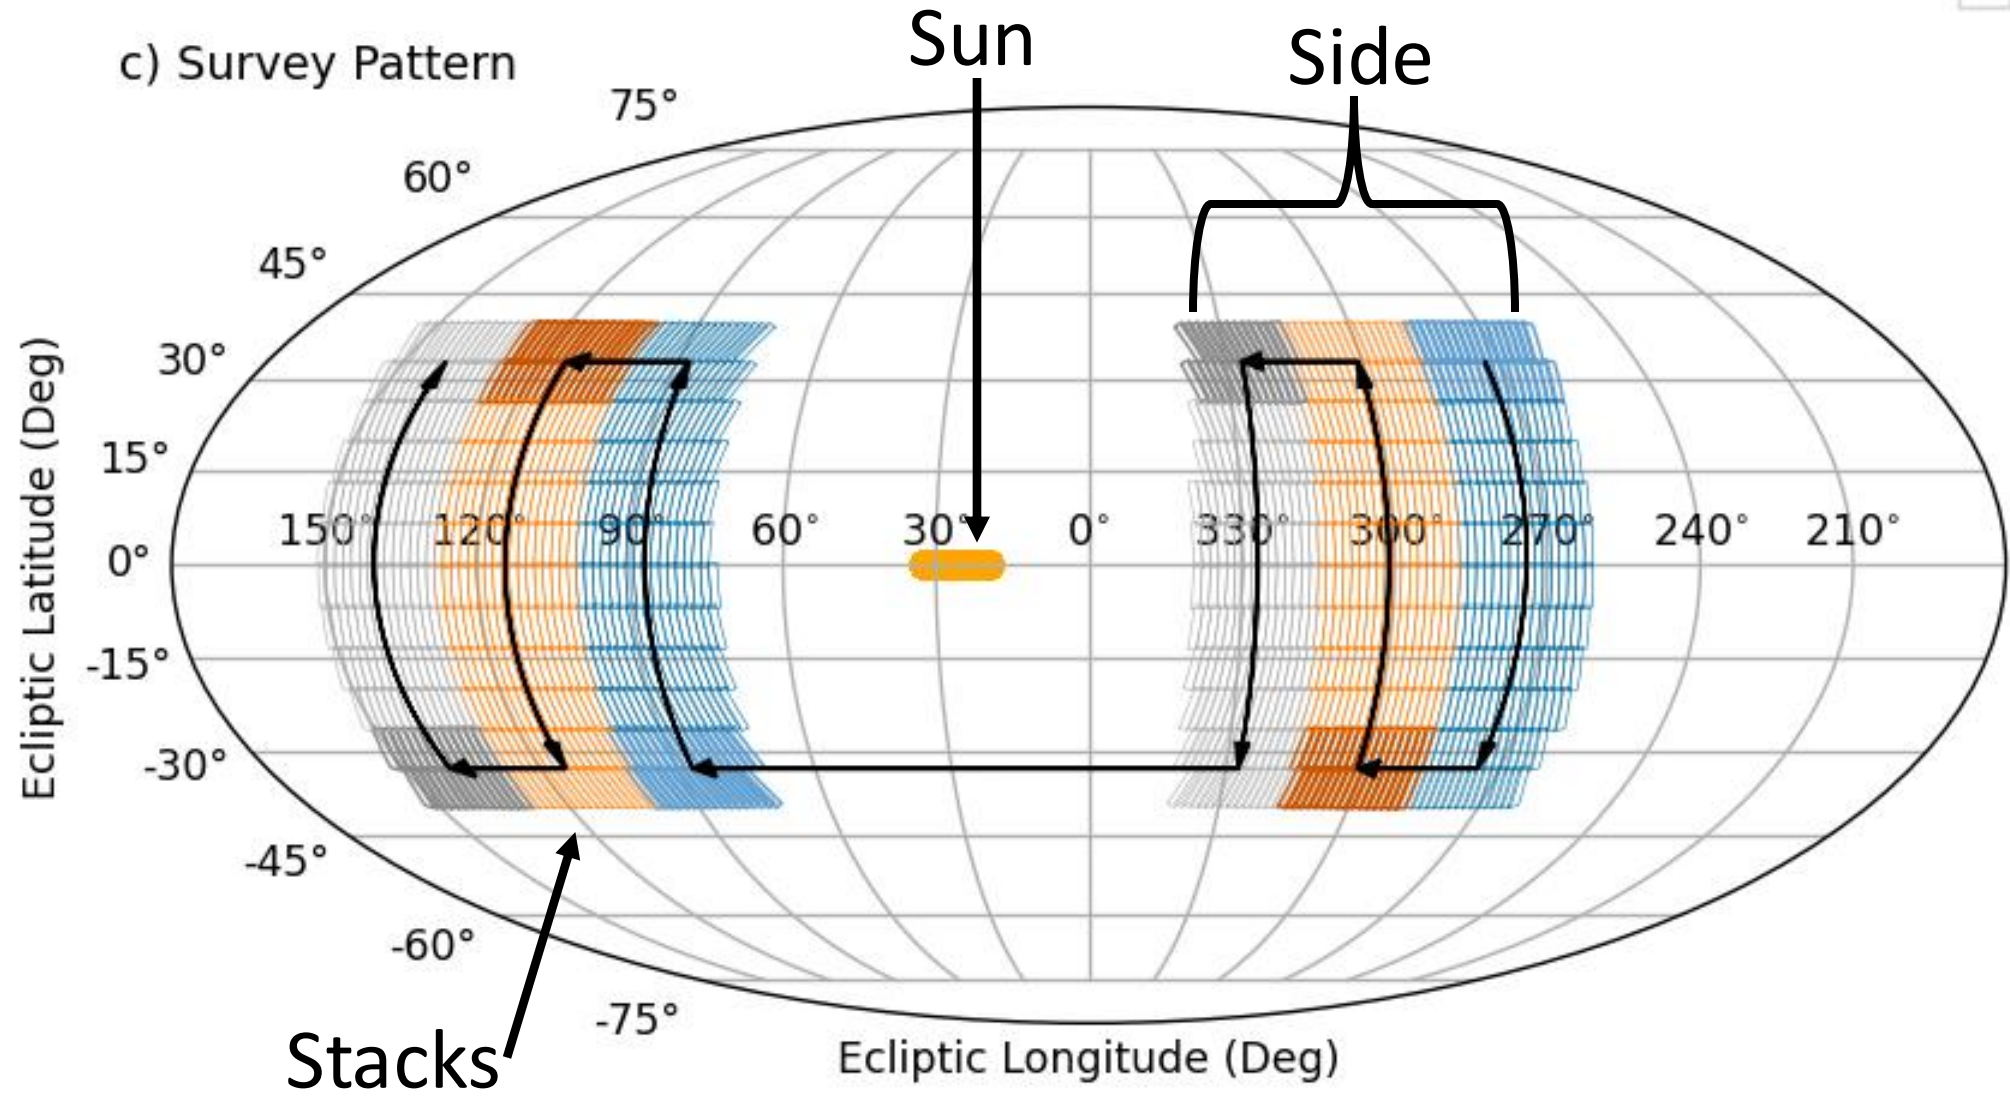 c) Survey Pattern
Sun
Side
75°
60°
45°
30°
15°
0°
-15°
-30°
-45°
-60°
-75°
150° 120° 90° 60° 30° 0° 330° 300° 270° 240° 210°
Ecliptic Latitude (Deg)
Ecliptic Longitude (Deg)
Stacks